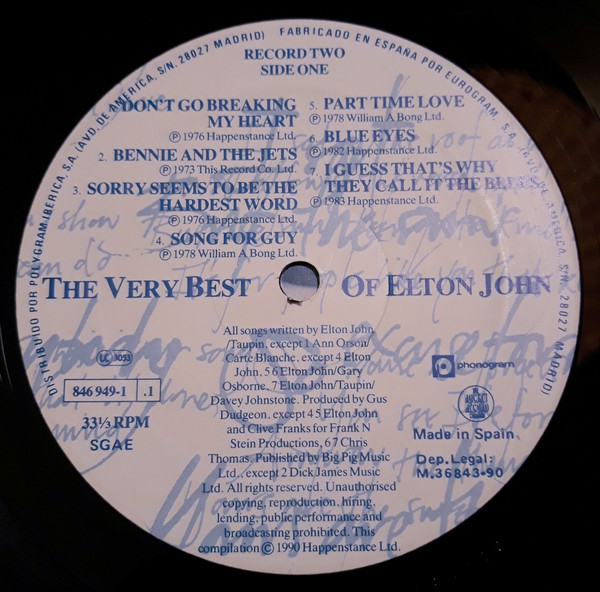 DISTRIBUIDO POR POLYGRAM IBERICA, S.A. (AVD. DE AMERICA, S/N. 28027 MADRID) FABRICADO EN ESPAÑA POR EUROGRAM, S.A. (AVD. DE AMERICA, S/N. 28027 MADRID)
RECORD TWO
SIDE ONE
DON'T GO BREAKING
MY HEART
Ⓟ 1976 Happenstance Ltd.
2. BENNIE AND THE JETS
Ⓟ 1973 This Record Co. Ltd.
3. SORRY SEEMS TO BE THE
HARDEST WORD
Ⓟ 1976 Happenstance Ltd.
4. SONG FOR GUY
Ⓟ 1978 William A Bong Ltd.
5. PART TIME LOVE
Ⓟ 1978 William A Bong Ltd.
6. BLUE EYES
Ⓟ 1982 Happenstance Ltd.
7. I GUESS THAT'S WHY
THEY CALL IT THE BLUES
Ⓟ 1983 Happenstance Ltd.
THE VERY BEST OF ELTON JOHN
All songs written by Elton John
/Taupin, except 1 Ann Orson/
Carte Blanche, except 4 Elton
John. 5 6 Elton John/Gary
Osborne, 7 Elton John/Taupin/
Davey Johnstone. Produced by Gus
Dudgeon, except 4 5 Elton John
and Clive Franks for Frank N
Stein Productions, 6 7 Chris
Thomas. Published by Big Pig Music
Ltd., except 2 Dick James Music
Ltd. All rights reserved. Unauthorised
copying, reproduction, hiring,
lending, public performance and
broadcasting prohibited. This
compilation © 1990 Happenstance Ltd.
LC 3053
846 949-1 .1
33⅓ RPM
SGAE
phonogram
Made in Spain
Dep. Legal:
M.36843-90